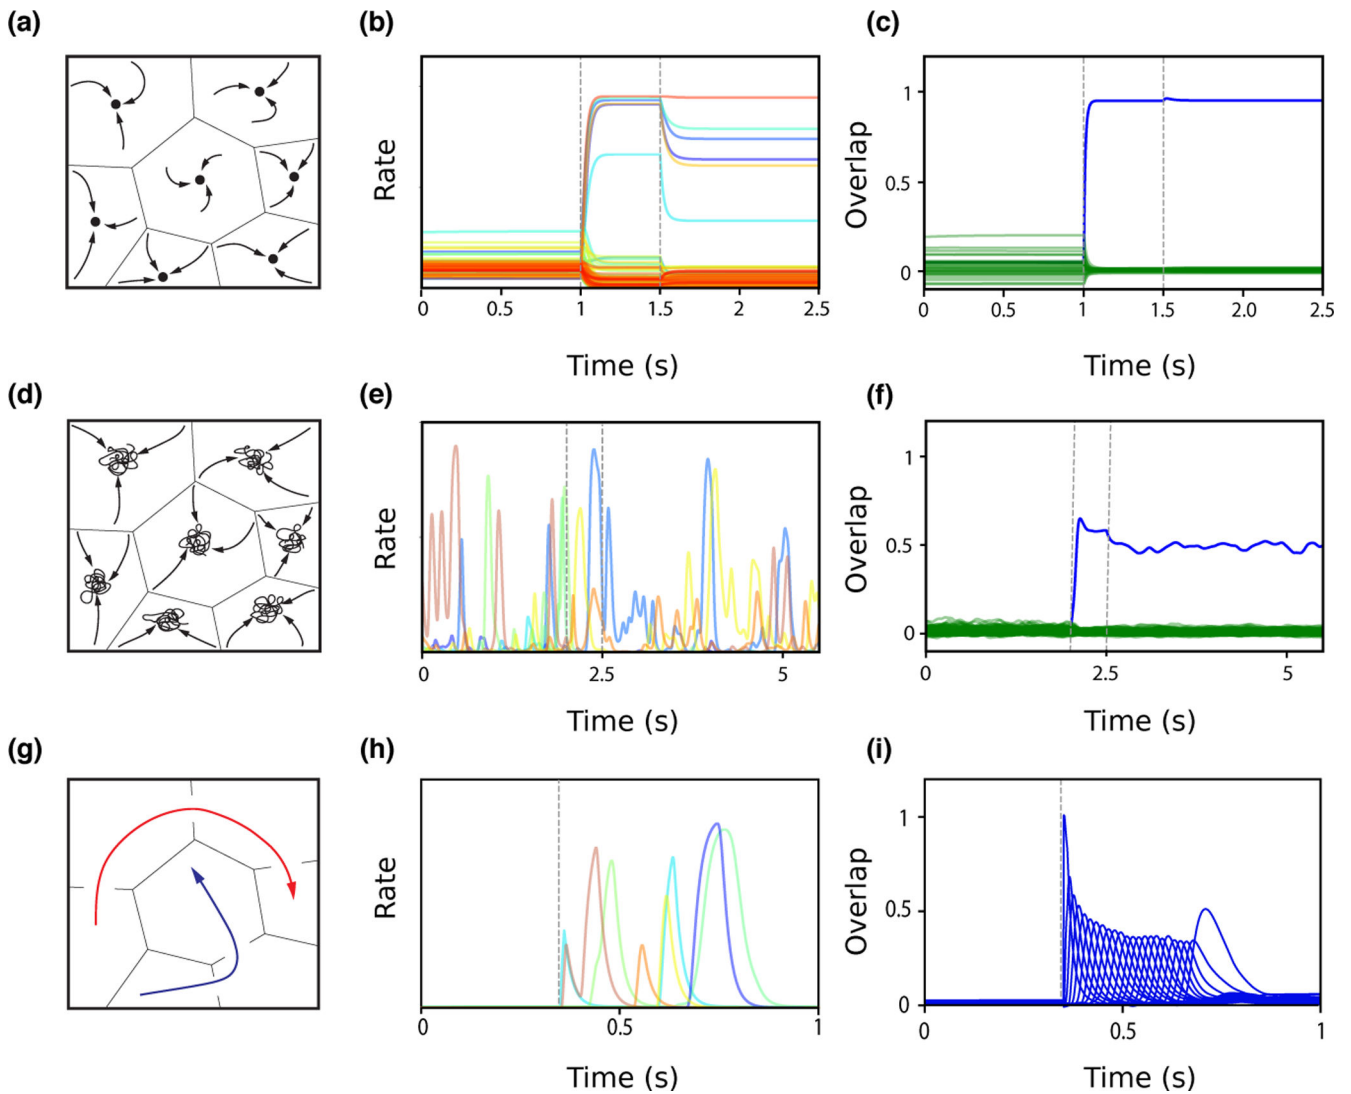 (a) (b) (c)
Rate
Overlap
1
0.5
0
0 0.5 1 1.5 2 2.5
0 0.5 1 1.5 2.0 2.5
Time (s) Time (s)
(d) (e) (f)
Rate
Overlap
1
0.5
0
0 2.5 5
0 2.5 5
Time (s) Time (s)
(g) (h) (i)
Rate
Overlap
1
0.5
0
0 0.5 1
0 0.5 1
Time (s) Time (s)